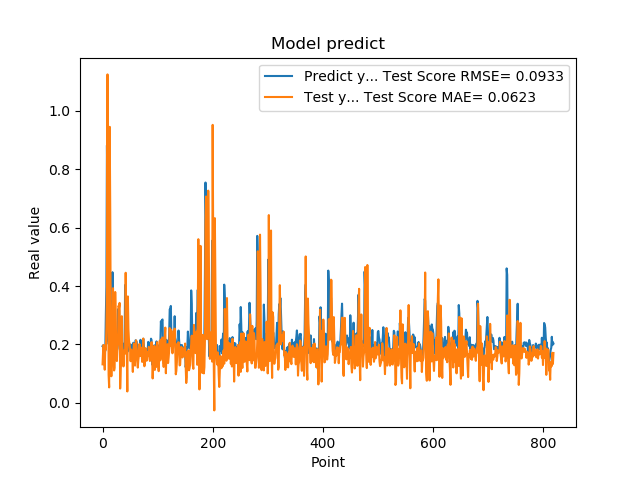 Model predict
Predict y... Test Score RMSE= 0.0933
Test y... Test Score MAE= 0.0623
Real value
1.0
0.8
0.6
0.4
0.2
0.0
0
200
400
600
800
Point